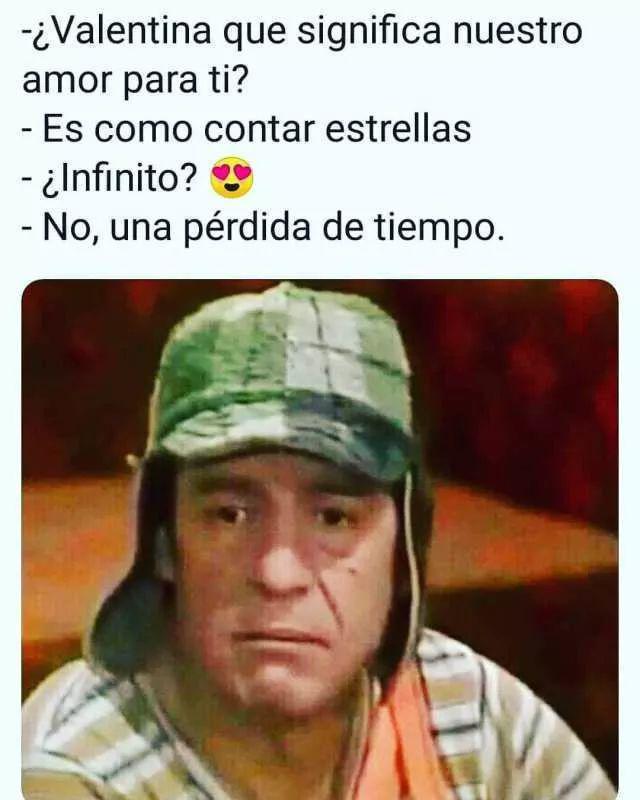 -¿Valentina que significa nuestro
amor para ti?
- Es como contar estrellas
- ¿Infinito? 😍
- No, una pérdida de tiempo.